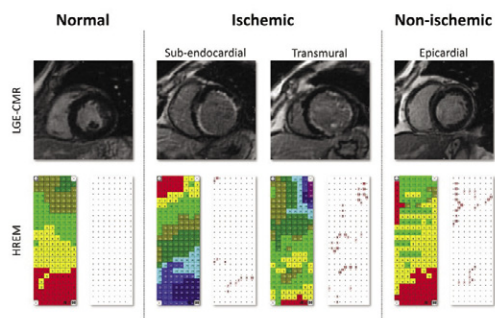 Normal
Ischemic
Non-ischemic
Sub-endocardial
Transmural
Epicardial
LGE-CMR
HREM